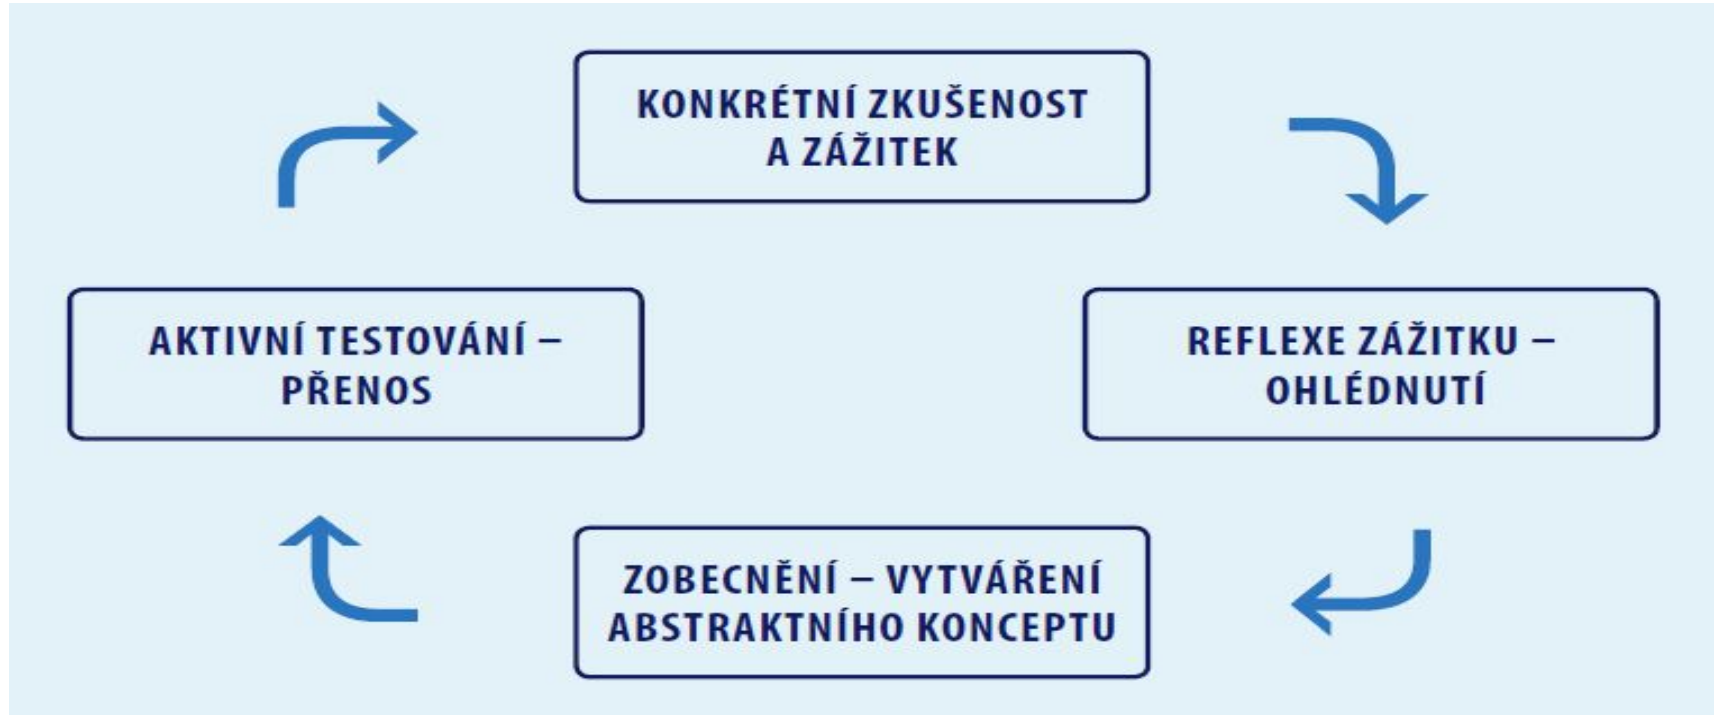 KONKRÉTNÍ ZKUŠENOST
A ZÁŽITEK
AKTIVNÍ TESTOVÁNÍ –
PŘENOS
REFLEXE ZÁŽITKU –
OHLÉDNUTÍ
ZOBECNĚNÍ – VYTVÁŘENÍ
ABSTRAKTNÍHO KONCEPTU